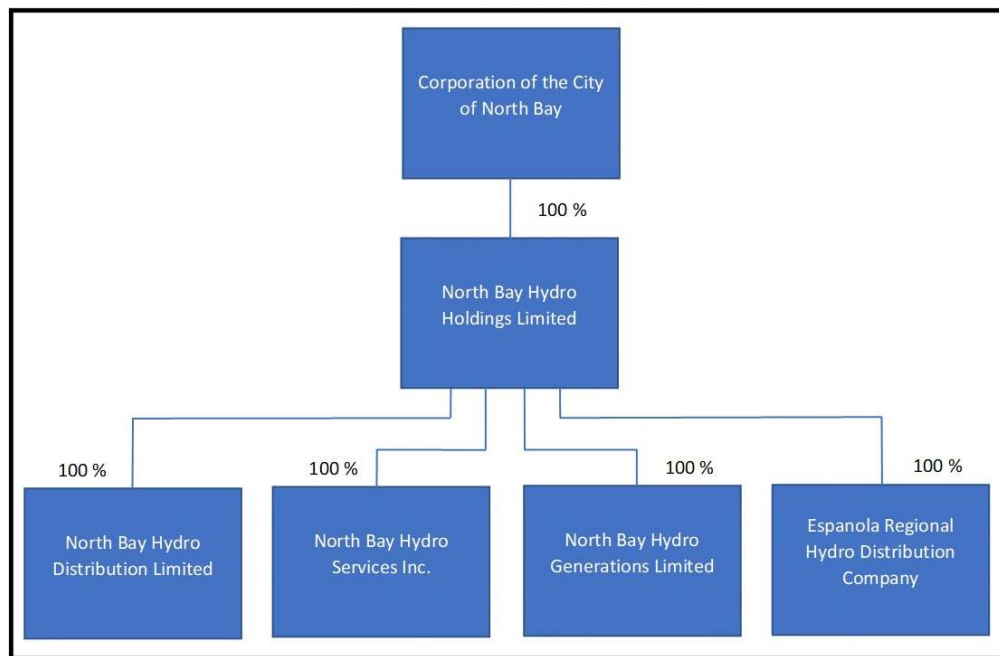 Corporation of the City
of North Bay
100 %
North Bay Hydro
Holdings Limited
100 %
100 %
100 %
100 %
North Bay Hydro
Distribution Limited
North Bay Hydro
Services Inc.
North Bay Hydro
Generations Limited
Espanola Regional
Hydro Distribution
Company